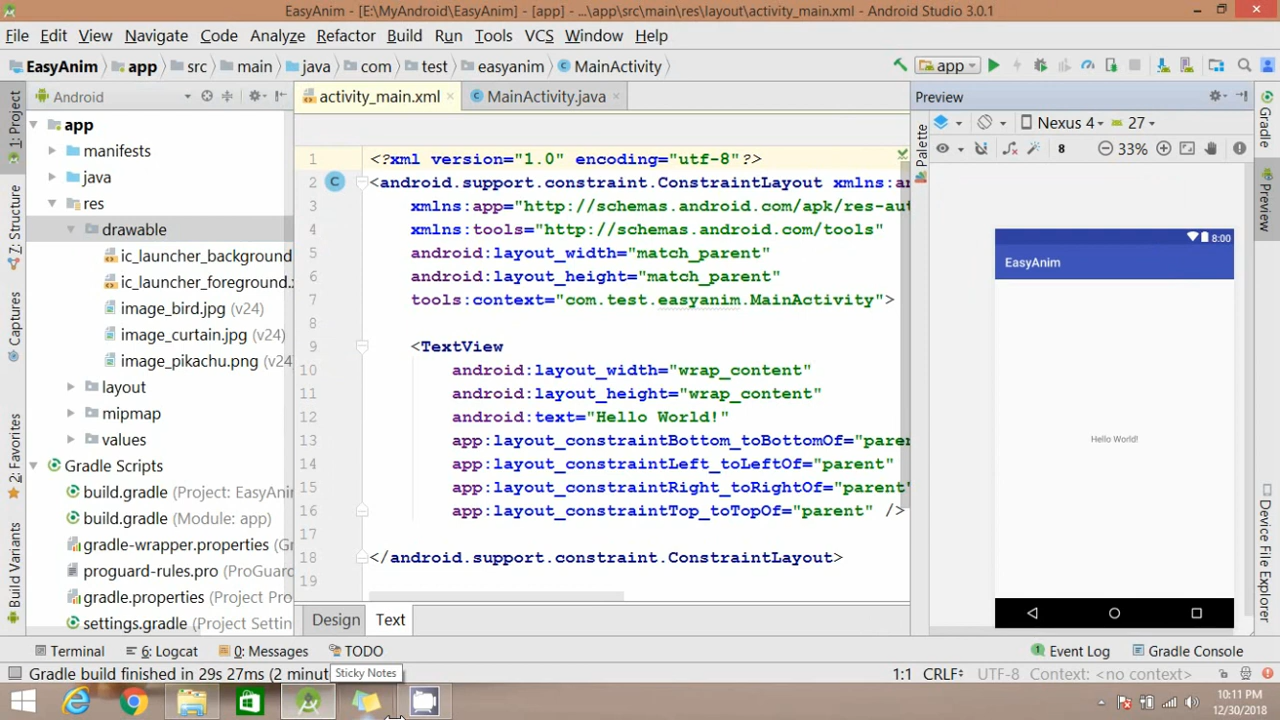 EasyAnim - [E:\MyAndroid\EasyAnim] - [app] - ...\app\src\main\res\layout\activity_main.xml - Android Studio 3.0.1
File Edit View Navigate Code Analyze Refactor Build Run Tools VCS Window Help
EasyAnim app src main java com test easyanim MainActivity app
Android activity_main.xml MainActivity.java Preview
1: Project
Z: Structure
Captures
2: Favorites
Build Variants
app
manifests
java
res
drawable
ic_launcher_background
ic_launcher_foreground.
image_bird.jpg (v24)
image_curtain.jpg (v24)
image_pikachu.png (v24
layout
mipmap
values
Gradle Scripts
build.gradle (Project: EasyAni
build.gradle (Module: app)
gradle-wrapper.properties (G
proguard-rules.pro (ProGuar
gradle.properties (Project Pro
settings.gradle (Project Settin
1 <?xml version="1.0" encoding="utf-8"?>
2 C <android.support.constraint.ConstraintLayout xmlns:an
3 xmlns:app="http://schemas.android.com/apk/res-aut
4 xmlns:tools="http://schemas.android.com/tools"
5 android:layout_width="match_parent"
6 android:layout_height="match_parent"
7 tools:context="com.test.easyanim.MainActivity">
8
9 <TextView
10 android:layout_width="wrap_content"
11 android:layout_height="wrap_content"
12 android:text="Hello World!"
13 app:layout_constraintBottom_toBottomOf="paren
14 app:layout_constraintLeft_toLeftOf="parent"
15 app:layout_constraintRight_toRightOf="parent"
16 app:layout_constraintTop_toTopOf="parent" />
17
18 </android.support.constraint.ConstraintLayout>
19
Design Text
Palette
Nexus 4 27
8 33%
8:00
EasyAnim
Hello World!
Gradle
Preview
Device File Explorer
Terminal 6: Logcat 0: Messages TODO Event Log Gradle Console
Gradle build finished in 29s 27ms (2 minut Sticky Notes 1:1 CRLF UTF-8 Context: <no context>
10:11 PM
12/30/2018